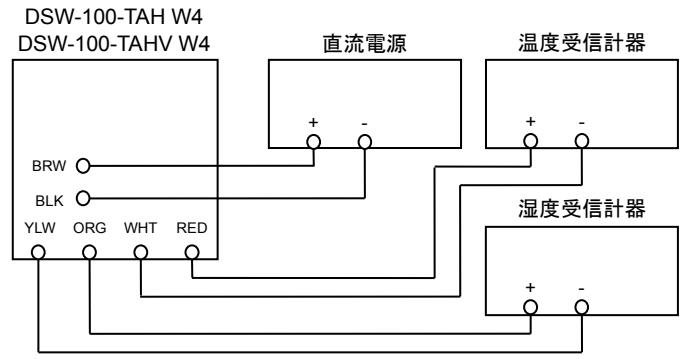 DSW-100-TAH W4
DSW-100-TAHV W4
直流電源
温度受信計器
+ -
+ -
BRW
BLK
YLW ORG WHT RED
湿度受信計器
+ -